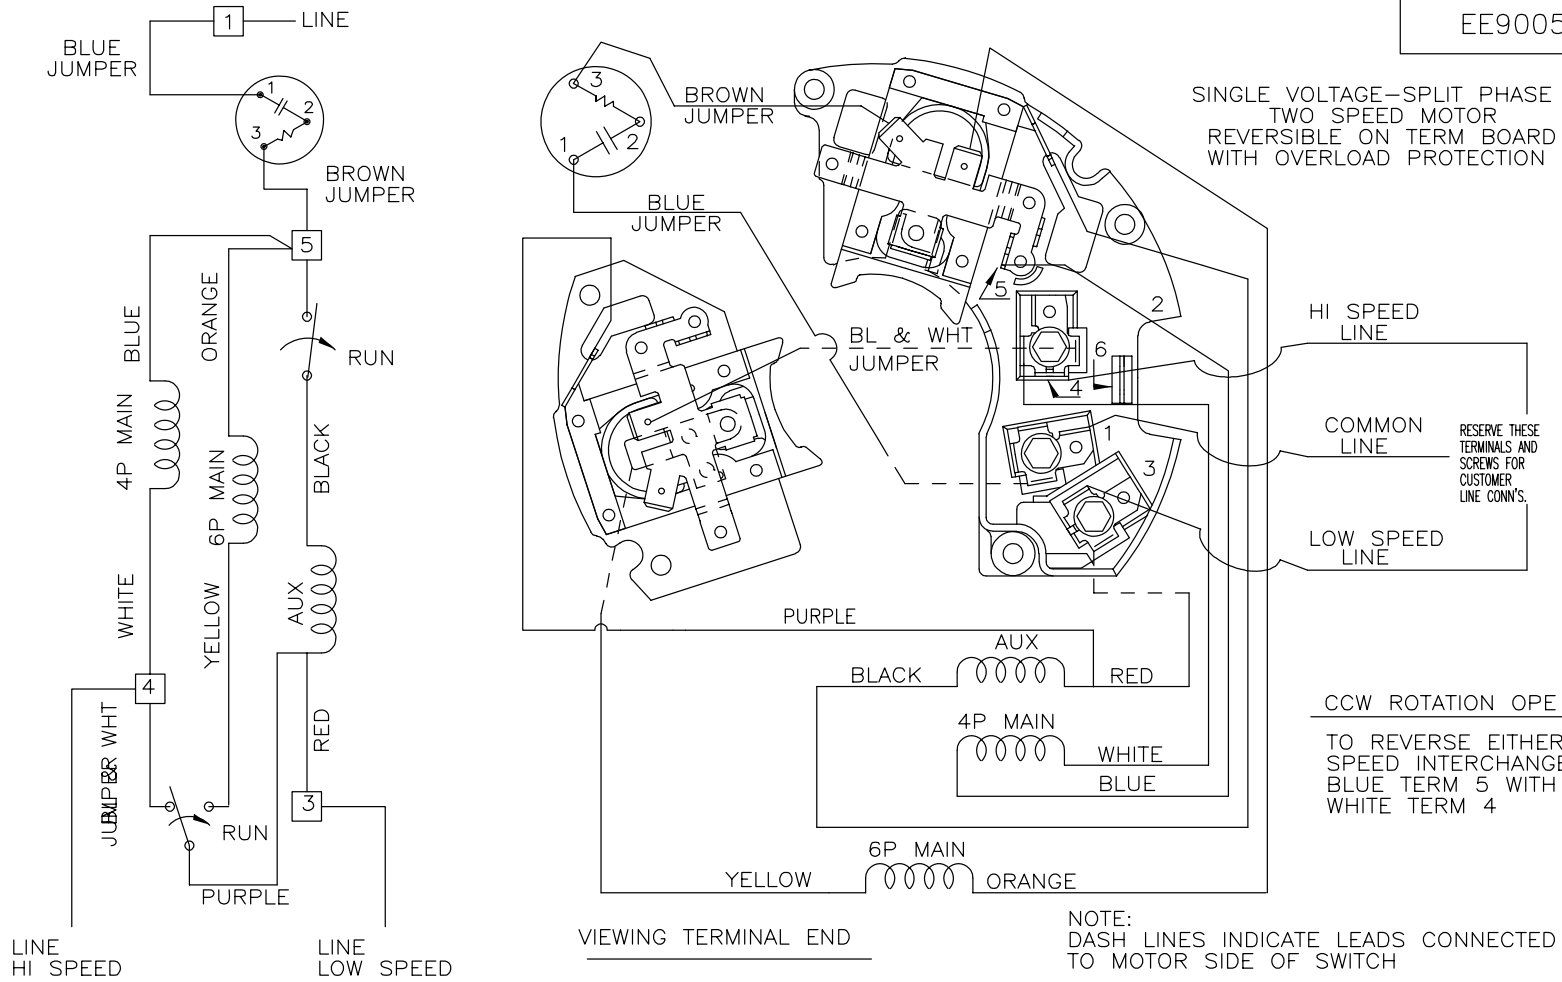 EE9005
SINGLE VOLTAGE-SPLIT PHASE
TWO SPEED MOTOR
REVERSIBLE ON TERM BOARD
WITH OVERLOAD PROTECTION
1
LINE
BLUE
JUMPER
1
2
3
BROWN
JUMPER
5
BLUE
ORANGE
RUN
4P MAIN
6P MAIN
BLACK
WHITE
YELLOW
AUX
4
RED
3
RUN
PURPLE
LINE
HI SPEED
LINE
LOW SPEED
3
1
2
BROWN
JUMPER
BLUE
JUMPER
BL & WHT
JUMPER
5
2
6
4
1
3
HI SPEED
LINE
COMMON
LINE
RESERVE THESE
TERMINALS AND
SCREWS FOR
CUSTOMER
LINE CONN'S.
LOW SPEED
LINE
PURPLE
AUX
BLACK
RED
4P MAIN
WHITE
BLUE
6P MAIN
YELLOW
ORANGE
CCW ROTATION OPE
TO REVERSE EITHER
SPEED INTERCHANGE
BLUE TERM 5 WITH
WHITE TERM 4
VIEWING TERMINAL END
NOTE:
DASH LINES INDICATE LEADS CONNECTED
TO MOTOR SIDE OF SWITCH